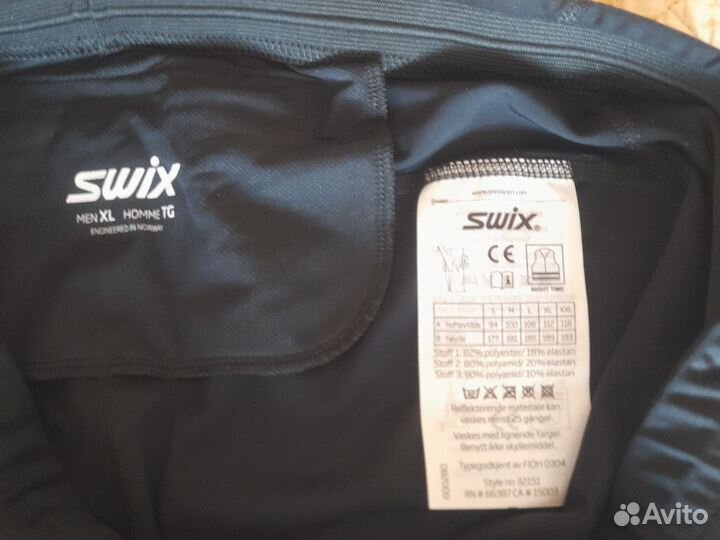 SWIX
MEN XL HOMME TG
ENGINEERED IN NORWAY
www.swixsport.com
SWIX®
CE
NIGHT TIME
S M L XL XXL
A hoftevidde 94 100 106 112 118
B høyde 177 181 185 189 193
Stoff 1: 82% polyester/ 18% elastan
Stoff 2: 80% polyamid/ 20% elastan
Stoff 3: 90% polyamid/ 10% elastan
Reflekterende materiale kan
vaskes minst 25 ganger.
Vaskes med lignende farger.
Benytt ikke skyllemiddel.
Typegodkjent av FIOH 0304
Style no 32151
RN # 66387 CA # 15003
600280
Avito